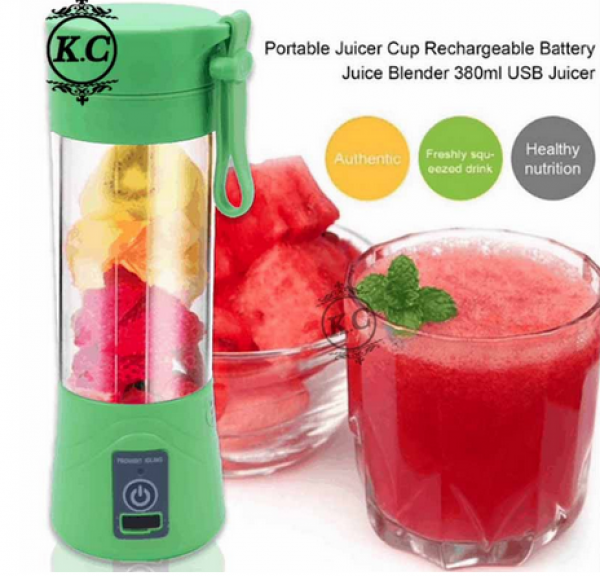 K.C
Portable Juicer Cup Rechargeable Battery
Juice Blender 380ml USB Juicer
Authentic
Freshly squ-
eezed drink
Healthy
nutrition
K.C